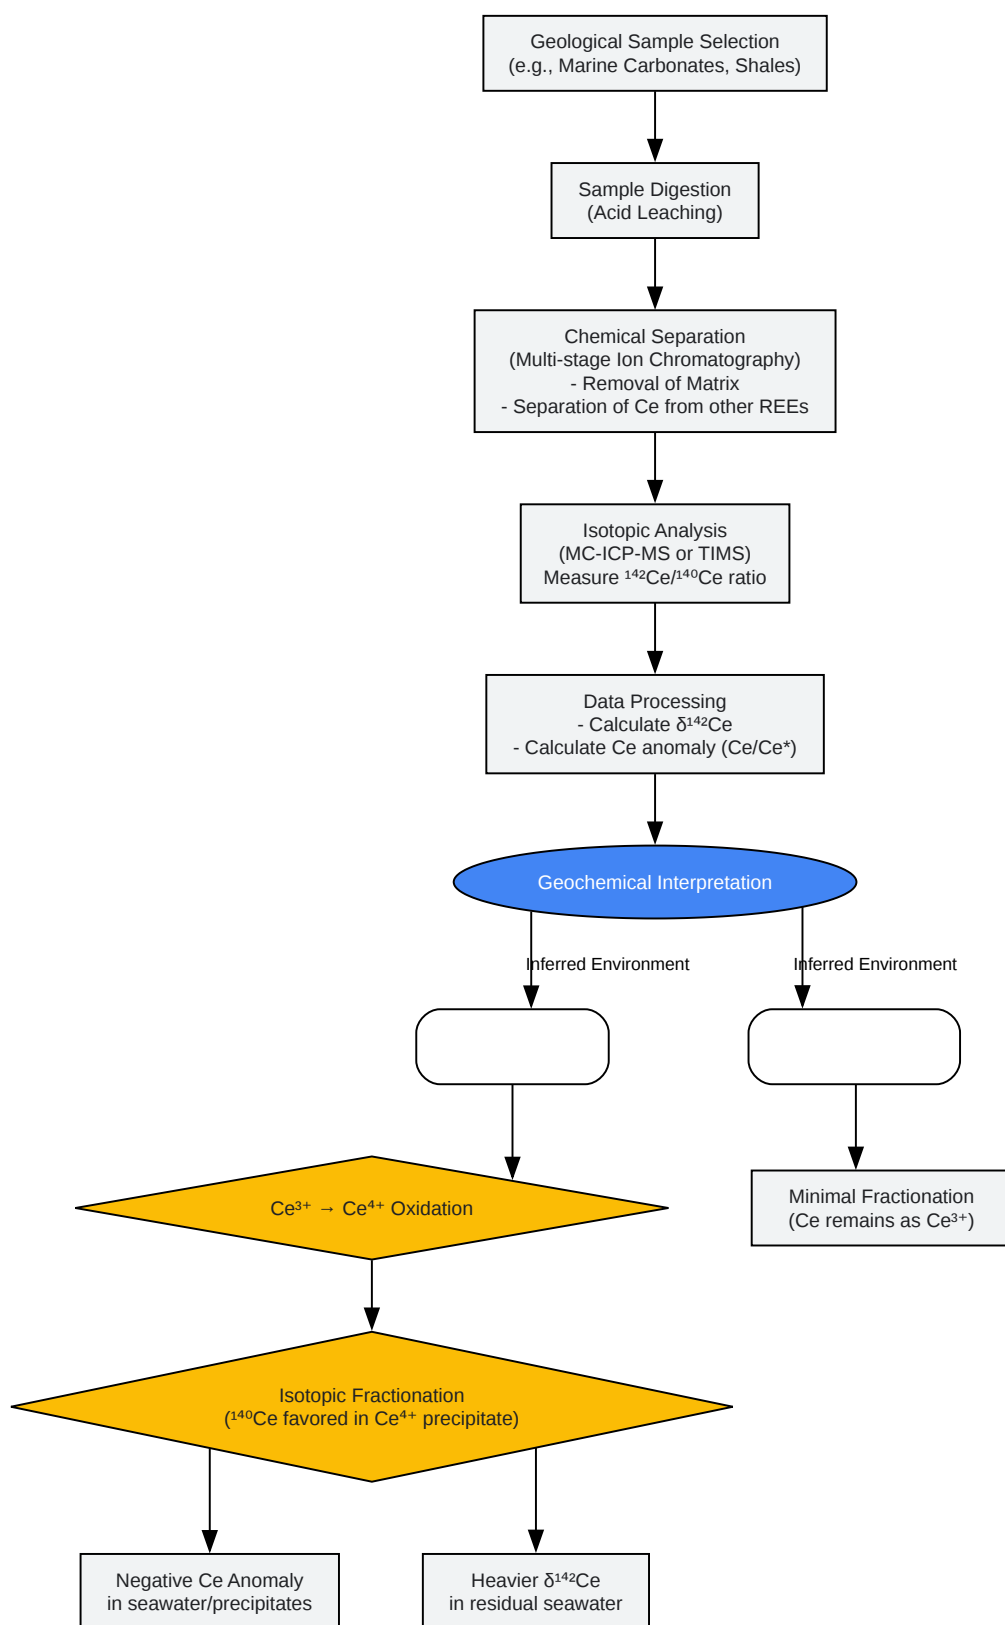 Geological Sample Selection
(e.g., Marine Carbonates, Shales)
Sample Digestion
(Acid Leaching)
Chemical Separation
(Multi-stage Ion Chromatography)
- Removal of Matrix
- Separation of Ce from other REEs
Isotopic Analysis
(MC-ICP-MS or TIMS)
Measure ¹⁴²Ce/¹⁴⁰Ce ratio
Data Processing
- Calculate δ¹⁴²Ce
- Calculate Ce anomaly (Ce/Ce*)
Geochemical Interpretation
Inferred Environment
Inferred Environment
Ce³⁺ → Ce⁴⁺ Oxidation
Minimal Fractionation
(Ce remains as Ce³⁺)
Isotopic Fractionation
(¹⁴⁰Ce favored in Ce⁴⁺ precipitate)
Negative Ce Anomaly
in seawater/precipitates
Heavier δ¹⁴²Ce
in residual seawater